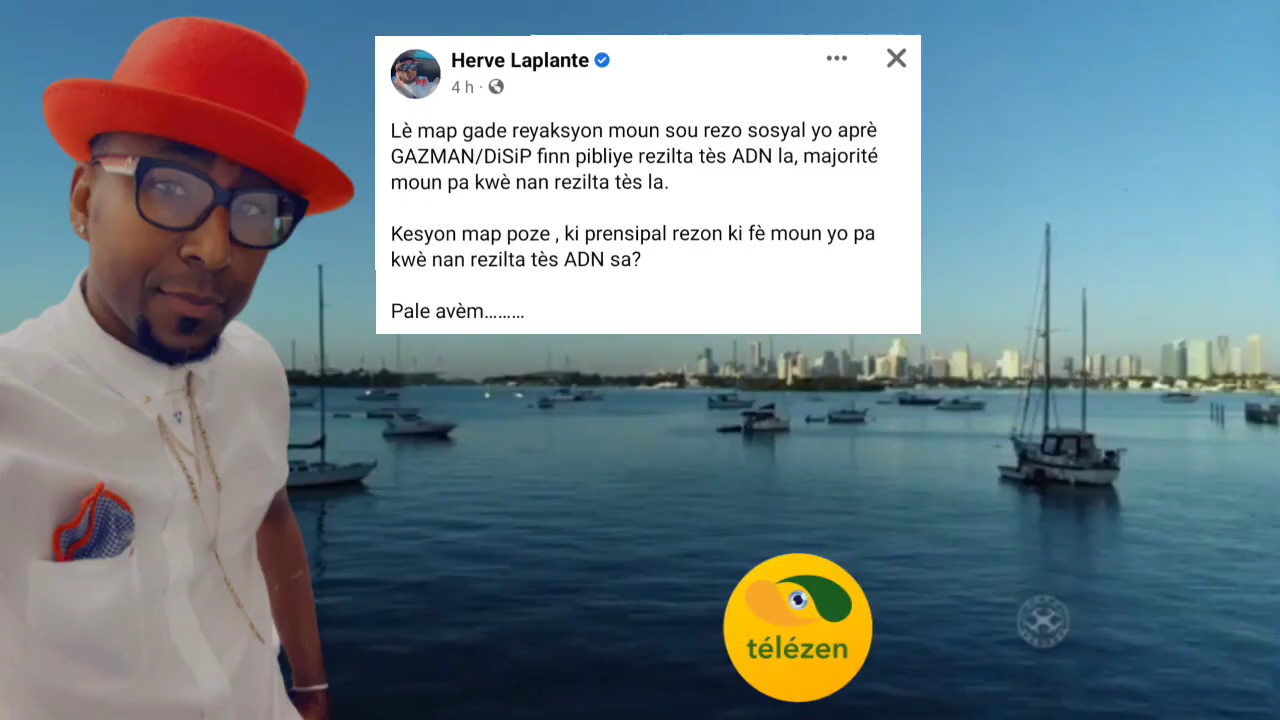 Herve Laplante
4 h ·
Lè map gade reyaksyon moun sou rezo sosyal yo aprè
GAZMAN/DiSiP finn pibliye rezilta tès ADN la, majorité
moun pa kwè nan rezilta tès la.
Kesyon map poze , ki prensipal rezon ki fè moun yo pa
kwè nan rezilta tès ADN sa?
Pale avèm.........
télézen